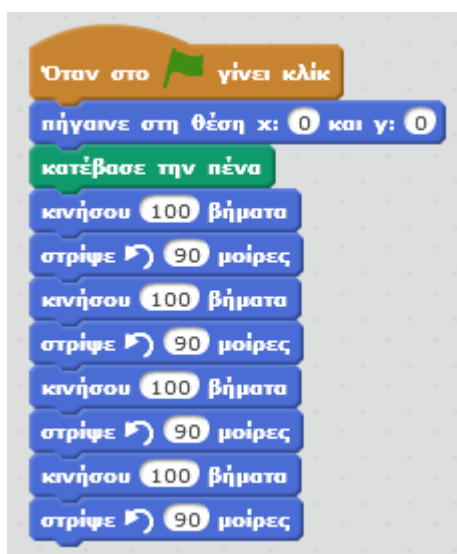 Όταν στο γίνει κλίκ
πήγαινε στη θέση x: 0 και y: 0
κατέβασε την πένα
κινήσου 100 βήματα
στρίψε 90 μοίρες
κινήσου 100 βήματα
στρίψε 90 μοίρες
κινήσου 100 βήματα
στρίψε 90 μοίρες
κινήσου 100 βήματα
στρίψε 90 μοίρες